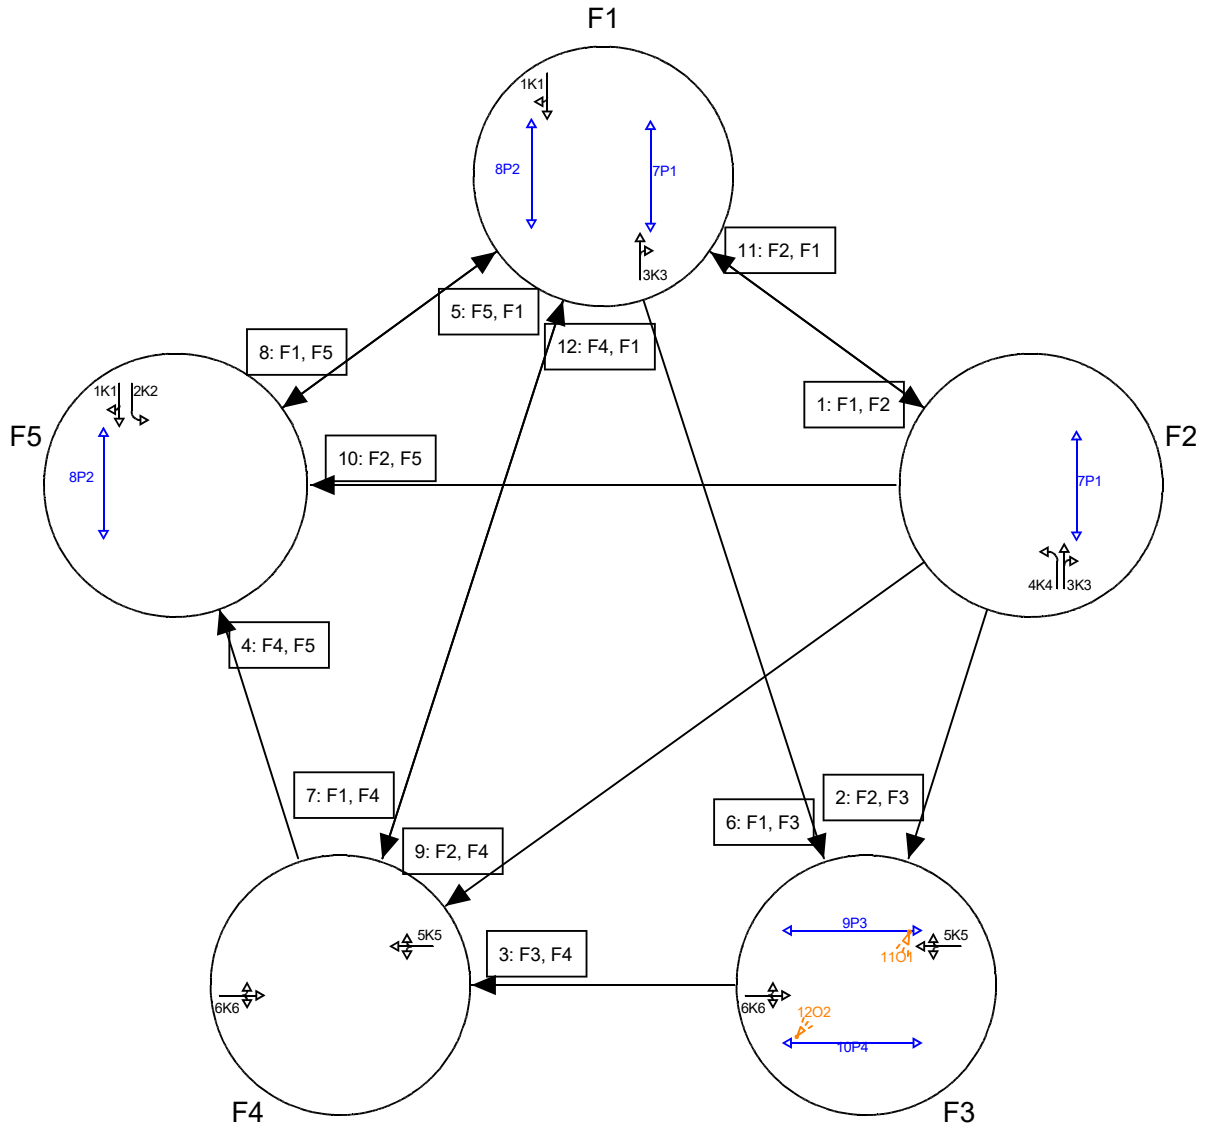 F1
1K1
8P2
7P1
3K3
11: F2, F1
5: F5, F1
8: F1, F5
12: F4, F1
1: F1, F2
F5
1K1 2K2
8P2
10: F2, F5
F2
7P1
4K4 3K3
4: F4, F5
7: F1, F4
9: F2, F4
6: F1, F3
2: F2, F3
5K5
6K6
3: F3, F4
9P3
5K5
11O1
6K6
12O2
10P4
F4
F3